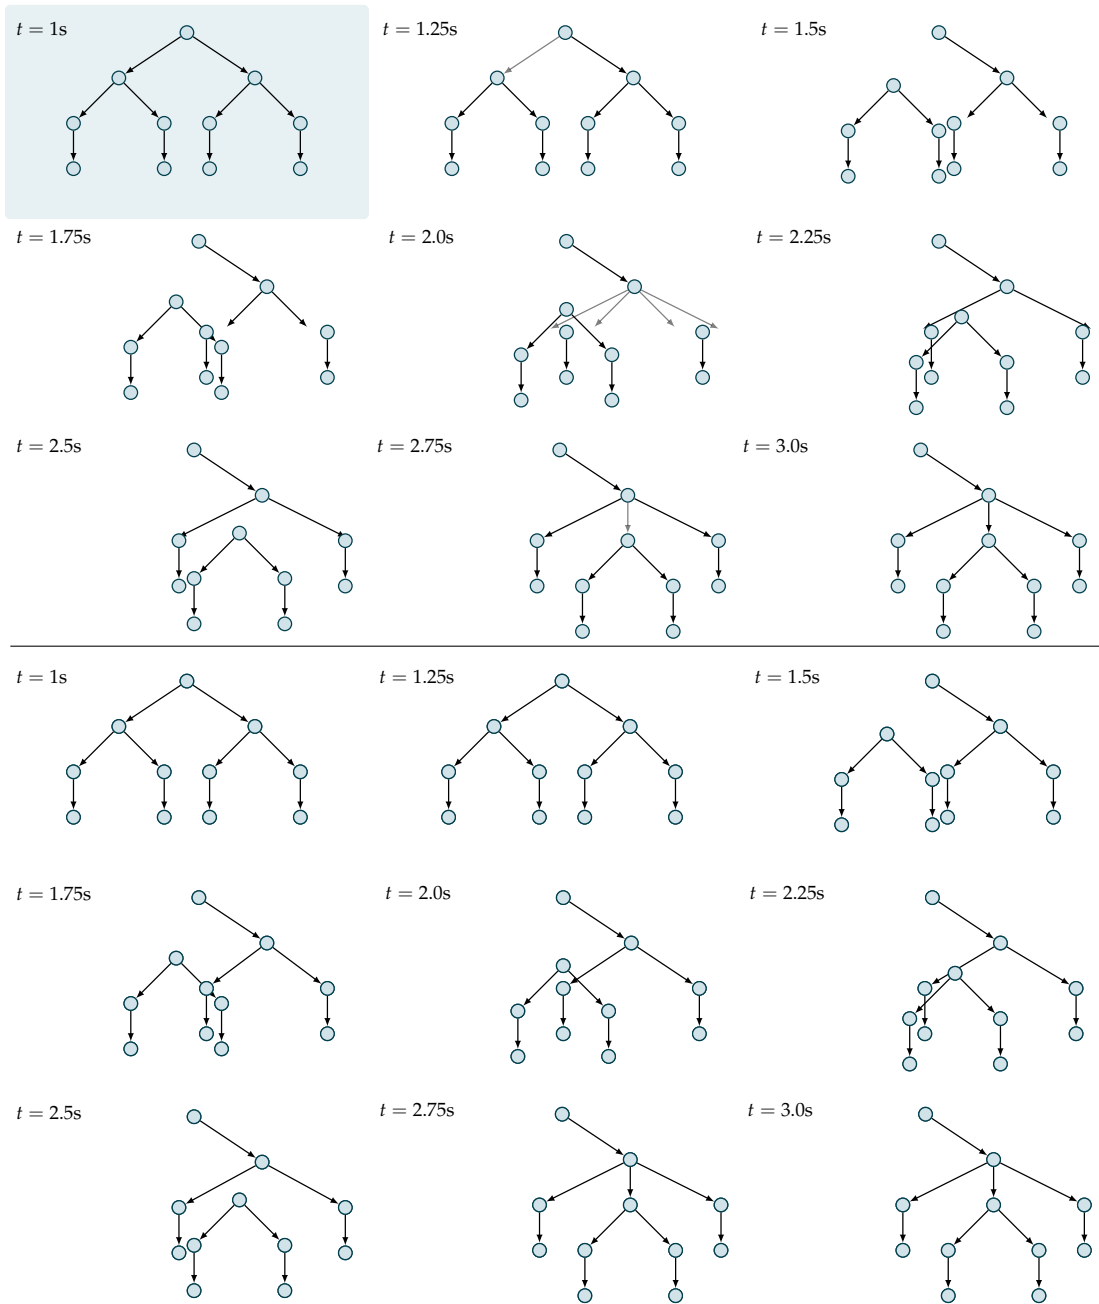 t = 1s
t = 1.25s
t = 1.5s
t = 1.75s
t = 2.0s
t = 2.25s
t = 2.5s
t = 2.75s
t = 3.0s
t = 1s
t = 1.25s
t = 1.5s
t = 1.75s
t = 2.0s
t = 2.25s
t = 2.5s
t = 2.75s
t = 3.0s